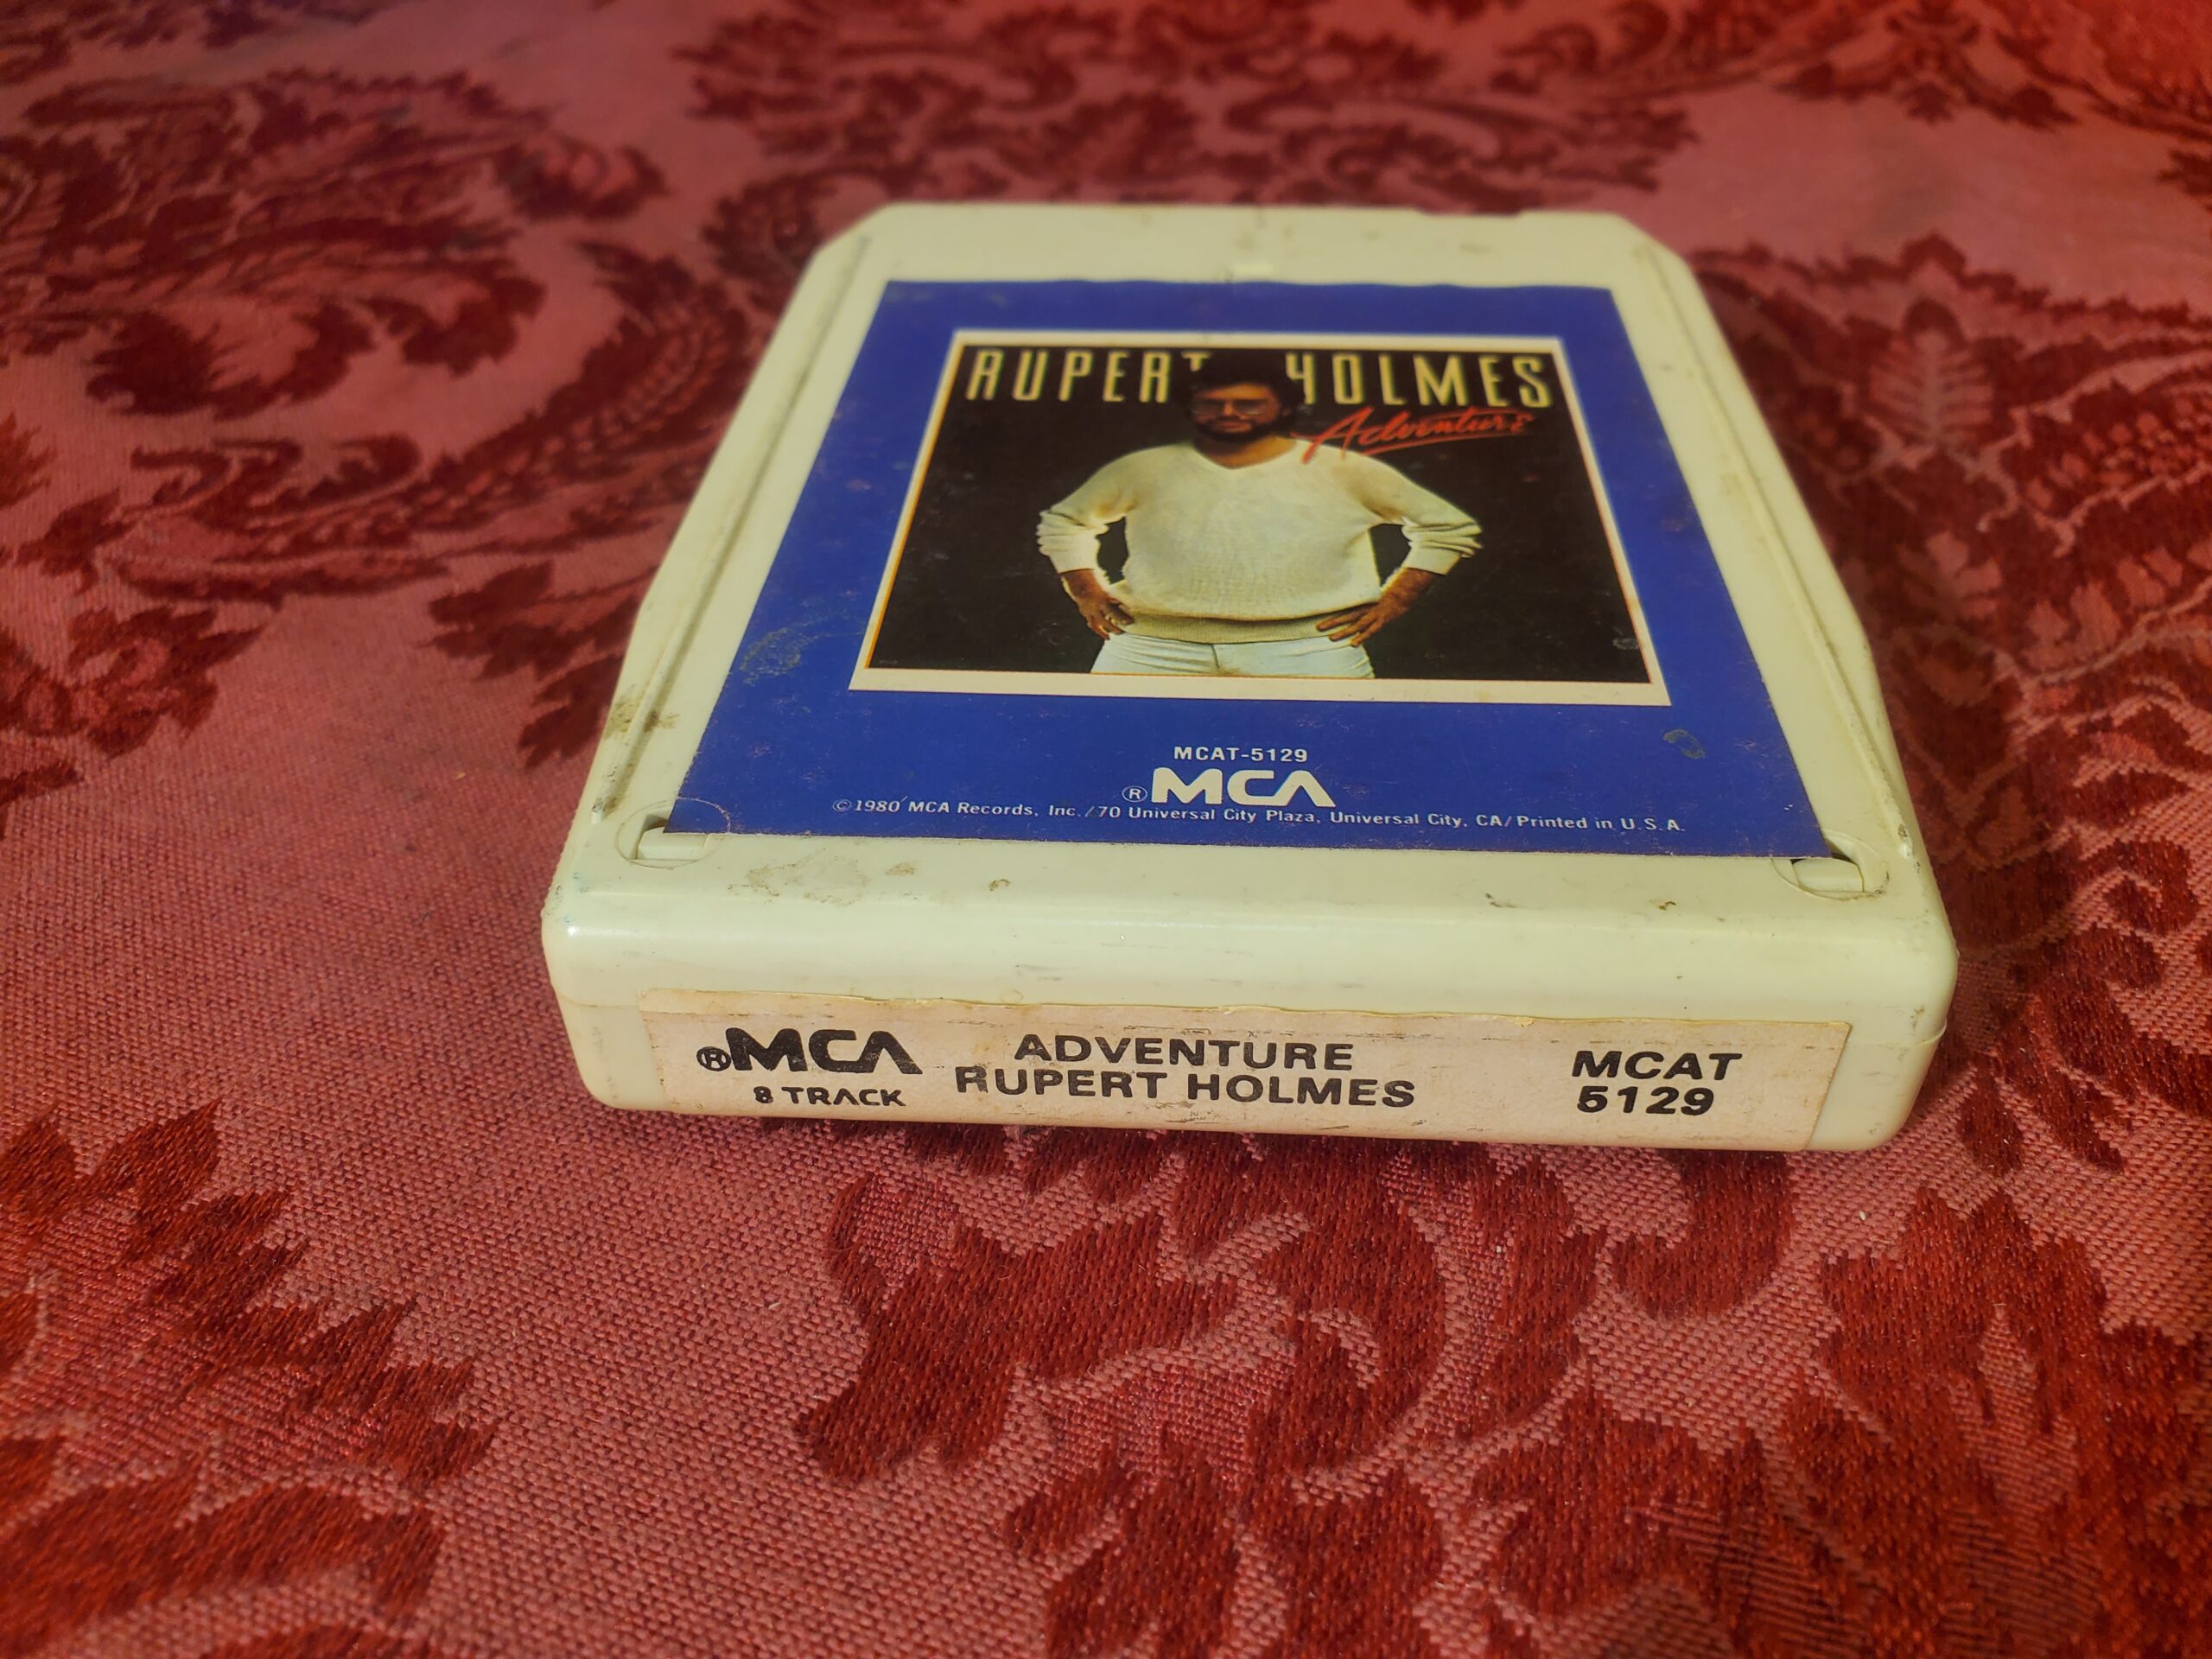 RUPERT HOLMES
Adventure
MCAT-5129
®MCA
©1980 MCA Records, Inc./70 Universal City Plaza, Universal City, CA/Printed in U.S.A.
®MCA
8 TRACK
ADVENTURE
RUPERT HOLMES
MCAT
5129